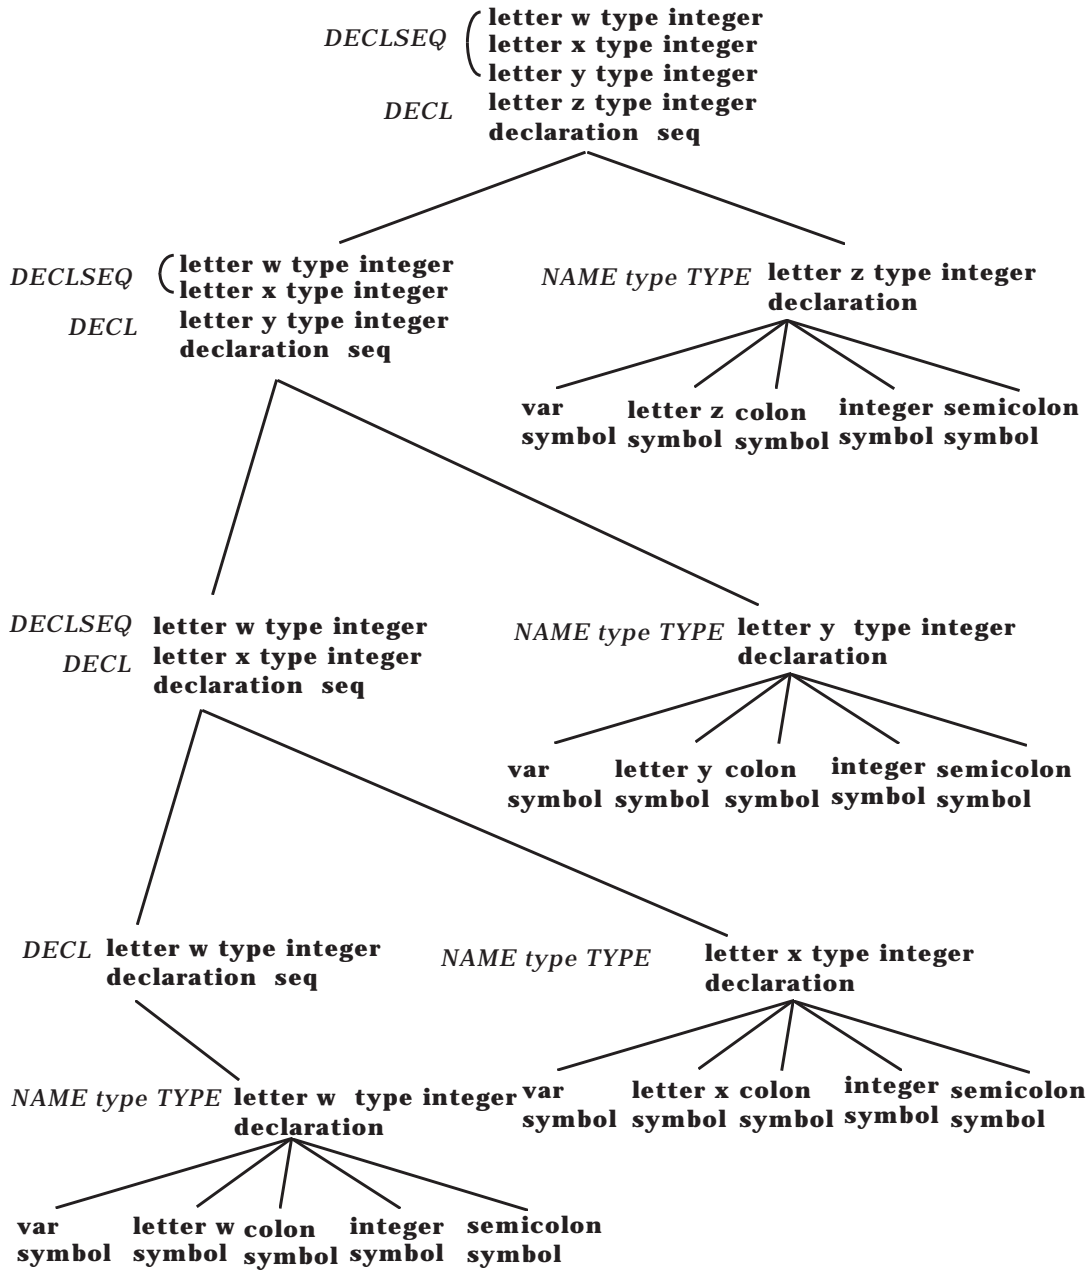 DECLSEQ letter w type integer
letter x type integer
letter y type integer
DECL letter z type integer
declaration seq
DECLSEQ letter w type integer
letter x type integer
DECL letter y type integer
declaration seq
NAME type TYPE letter z type integer
declaration
var letter z colon integer semicolon
symbol symbol symbol symbol symbol
DECLSEQ letter w type integer
DECL letter x type integer
declaration seq
NAME type TYPE letter y type integer
declaration
var letter y colon integer semicolon
symbol symbol symbol symbol symbol
DECL letter w type integer
declaration seq
NAME type TYPE letter x type integer
declaration
var letter x colon integer semicolon
symbol symbol symbol symbol symbol
NAME type TYPE letter w type integer
declaration
var letter w colon integer semicolon
symbol symbol symbol symbol symbol